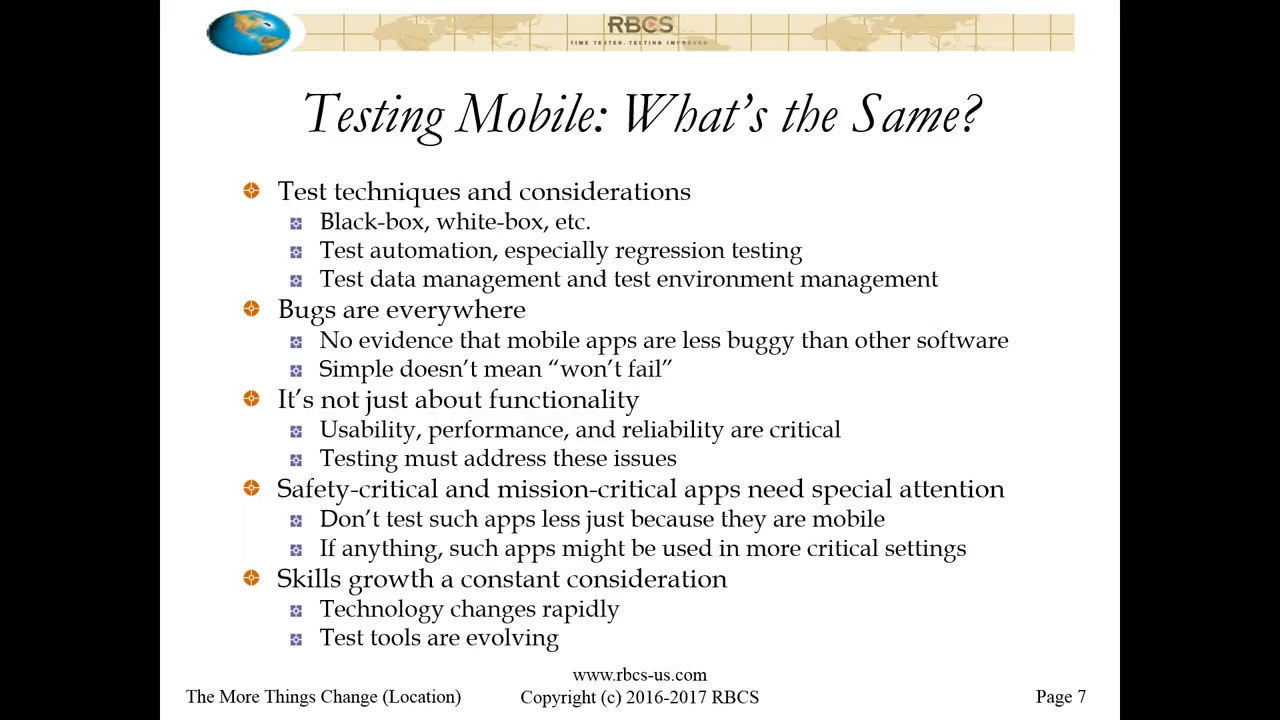 RBCS
TIME TESTED. TESTING IMPROVED
Testing Mobile: What's the Same?
Test techniques and considerations
Black-box, white-box, etc.
Test automation, especially regression testing
Test data management and test environment management
Bugs are everywhere
No evidence that mobile apps are less buggy than other software
Simple doesn't mean “won't fail”
It's not just about functionality
Usability, performance, and reliability are critical
Testing must address these issues
Safety-critical and mission-critical apps need special attention
Don't test such apps less just because they are mobile
If anything, such apps might be used in more critical settings
Skills growth a constant consideration
Technology changes rapidly
Test tools are evolving
www.rbcs-us.com
The More Things Change (Location) Copyright (c) 2016-2017 RBCS Page 7